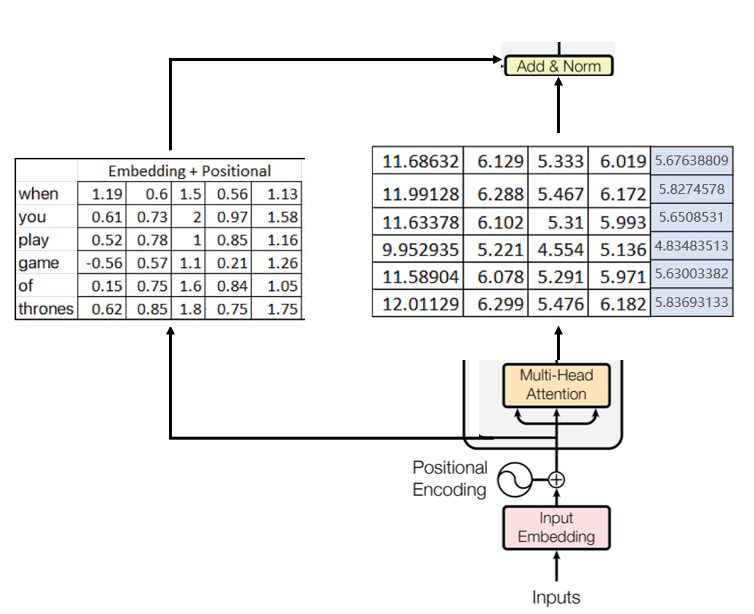 Add & Norm
Embedding + Positional
when 1.19 0.6 1.5 0.56 1.13
you 0.61 0.73 2 0.97 1.58
play 0.52 0.78 1 0.85 1.16
game -0.56 0.57 1.1 0.21 1.26
of 0.15 0.75 1.6 0.84 1.05
thrones 0.62 0.85 1.8 0.75 1.75
11.68632 6.129 5.333 6.019 5.67638809
11.99128 6.288 5.467 6.172 5.8274578
11.63378 6.102 5.31 5.993 5.6508531
9.952935 5.221 4.554 5.136 4.83483513
11.58904 6.078 5.291 5.971 5.63003382
12.01129 6.299 5.476 6.182 5.83693133
Multi-Head
Attention
Positional
Encoding
Input
Embedding
Inputs